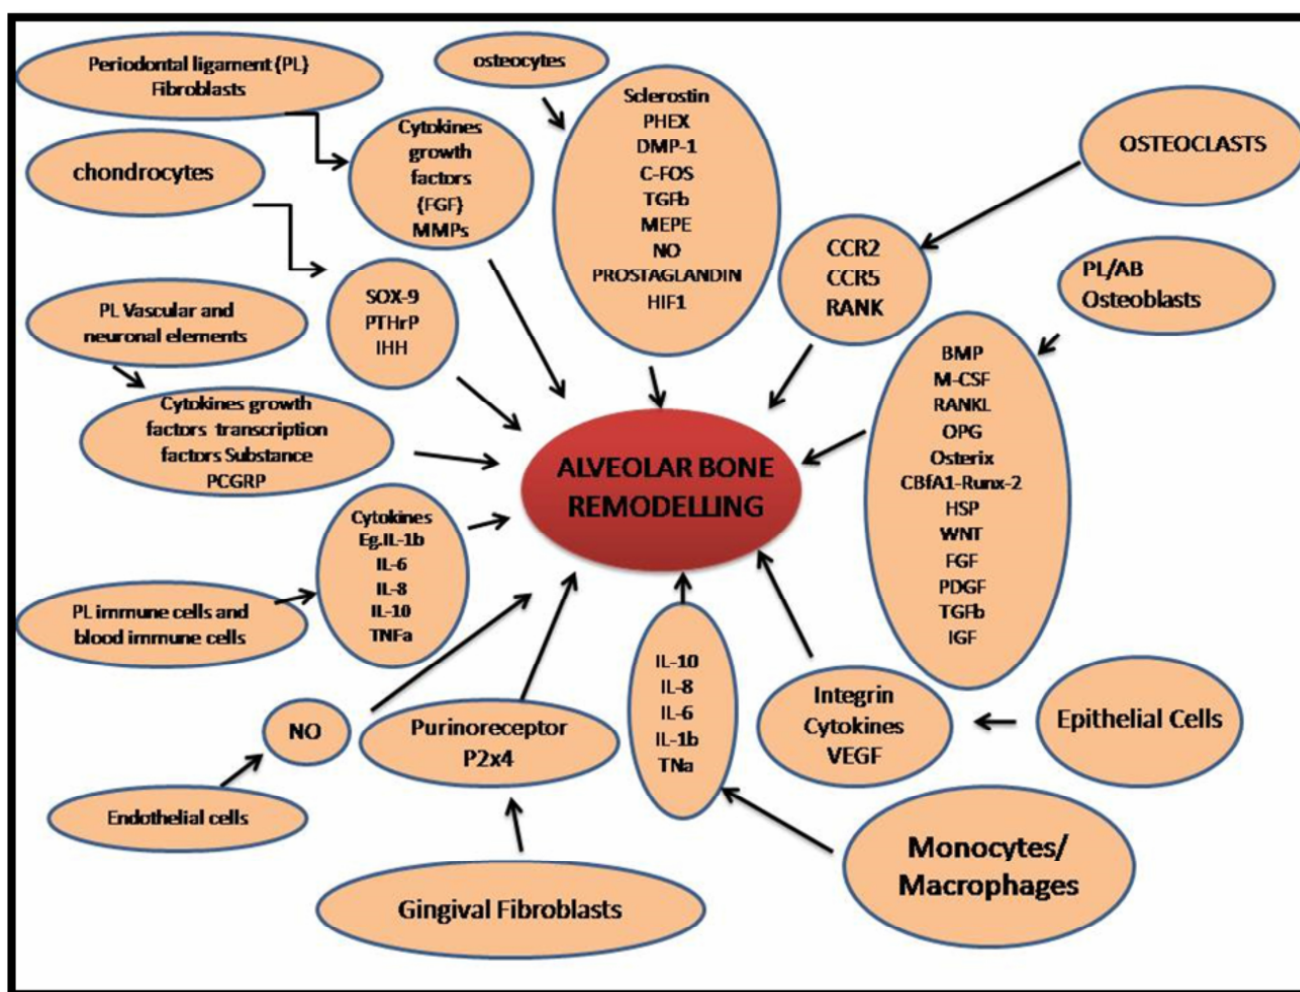 Periodontal ligament (PL)
Fibroblasts
osteocytes
Sclerostin
PHEX
DMP-1
C-FOS
TGFb
MEPE
NO
PROSTAGLANDIN
HIF1
OSTEOCLASTS
chondrocytes
Cytokines
growth
factors
(FGF)
MMPs
CCR2
CCR5
RANK
PL/AB
Osteoblasts
SOX-9
PTHrP
IHH
PL Vascular and
neuronal elements
BMP
M-CSF
RANKL
OPG
Osterix
CBfA1-Runx-2
HSP
WNT
FGF
PDGF
TGFb
IGF
Cytokines growth
factors transcription
factors Substance
PCGRP
ALVEOLAR BONE
REMODELLING
Cytokines
Eg.IL-1b
IL-6
IL-8
IL-10
TNFa
PL immune cells and
blood immune cells
IL-10
IL-8
IL-6
IL-1b
TNa
Integrin
Cytokines
VEGF
Epithelial Cells
NO
Purinoreceptor
P2x4
Endothelial cells
Monocytes/
Macrophages
Gingival Fibroblasts